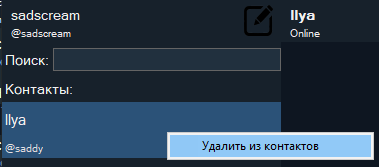 sadscream
@sadscream
Ilya
Online
Поиск:
Контакты:
Ilya
@saddy
Удалить из контактов